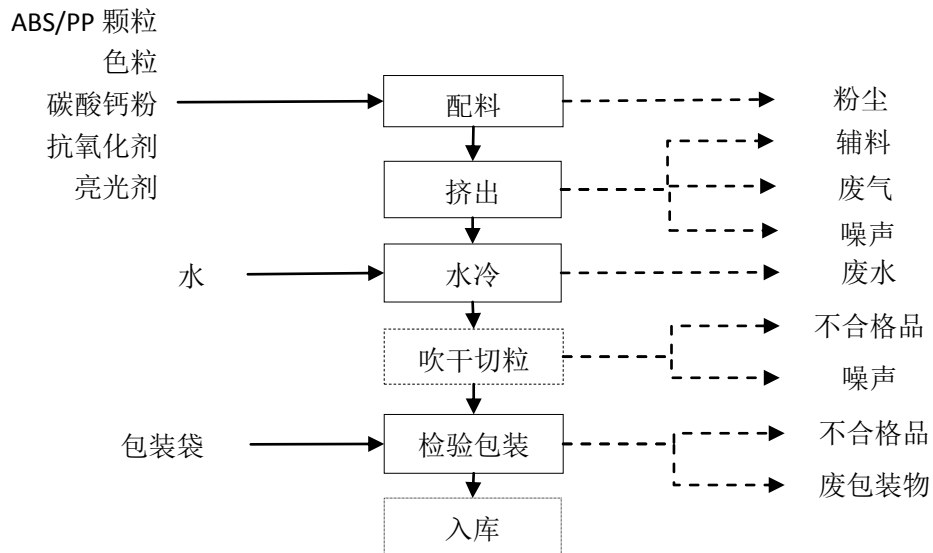 ABS/PP 颗粒
色粒
碳酸钙粉
抗氧化剂
亮光剂
配料
粉尘
辅料
挤出
废气
噪声
水
水冷
废水
不合格品
吹干切粒
噪声
包装袋
检验包装
不合格品
废包装物
入库